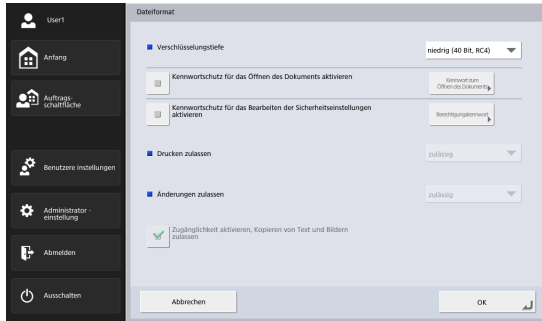 User1
Anfang
Auftrags-
schaltfläche
Benutzere instellungen
Administrator -
einstellung
Abmelden
Ausschalten
Dateiformat
Verschlüsselungstiefe
niedrig (40 Bit, RC4)
Kennwortschutz für das Öffnen des Dokuments aktivieren
Kennwort zum
Öffnen des Dokuments
Kennwortschutz für das Bearbeiten der Sicherheitseinstellungen
aktivieren
Berechtigungskennwort
Drucken zulassen
zulässig
Änderungen zulassen
zulässig
Zugänglichkeit aktivieren, Kopieren von Text und Bildern
zulassen
Abbrechen
OK